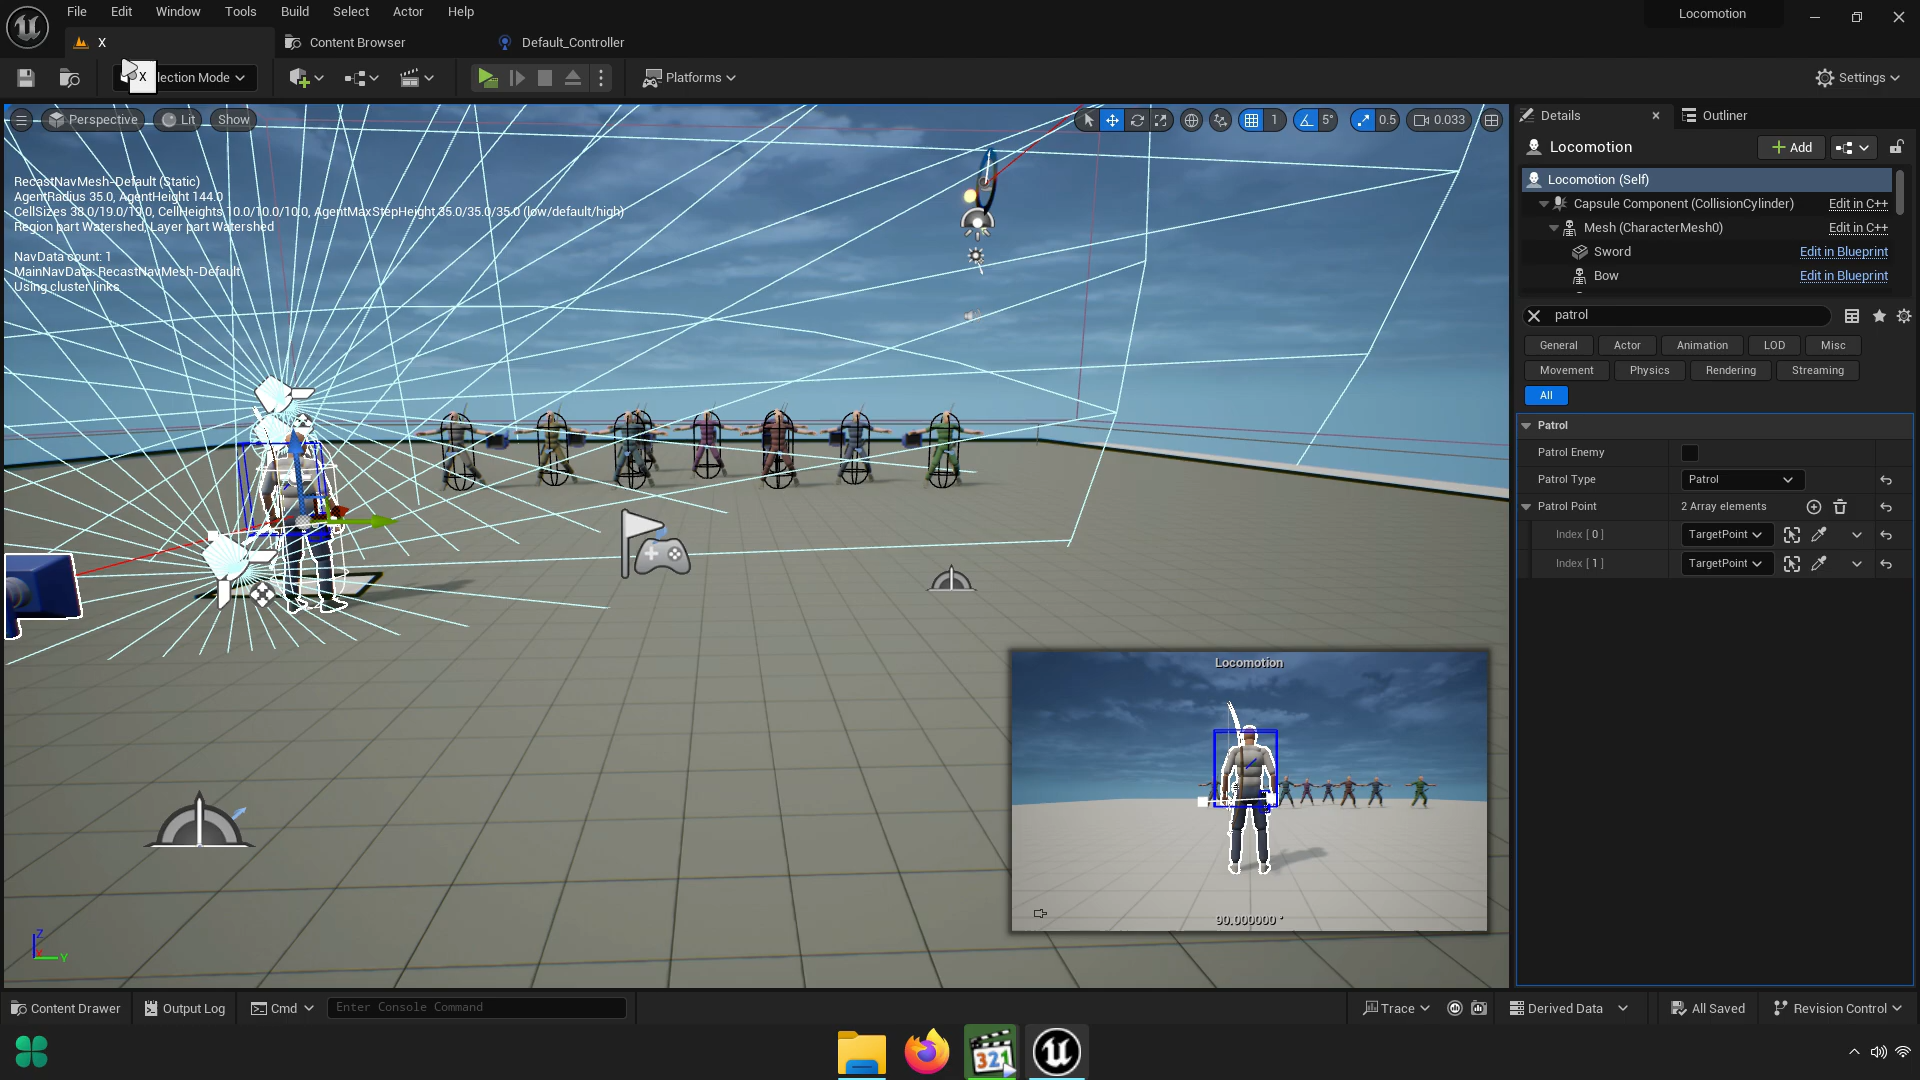 File Edit Window Tools Build Select Actor Help
Locomotion
X
Content Browser
Default_Controller
X
lection Mode
Platforms
Settings
Perspective
Lit
Show
1
5°
0.5
0.033
RecastNavMesh-Default (Static)
AgentRadius 35.0, AgentHeight 144.0
CellSizes 38.0/19.0/19.0, CellHeights 10.0/10.0/10.0, AgentMaxStepHeight 35.0/35.0/35.0 (low/default/high)
Region part Watershed, Layer part Watershed
NavData count: 1
MainNavData: RecastNavMesh-Default
Using cluster links
Locomotion
90.000000 °
Z
Y
Details
Outliner
Locomotion
Add
Locomotion (Self)
Capsule Component (CollisionCylinder) Edit in C++
Mesh (CharacterMesh0) Edit in C++
Sword Edit in Blueprint
Bow Edit in Blueprint
patrol
General Actor Animation LOD Misc
Movement Physics Rendering Streaming
All
Patrol
Patrol Enemy
Patrol Type Patrol
Patrol Point 2 Array elements
Index [ 0 ] TargetPoint
Index [ 1 ] TargetPoint
Content Drawer
Output Log
Cmd
Enter Console Command
Trace
Derived Data
All Saved
Revision Control
321